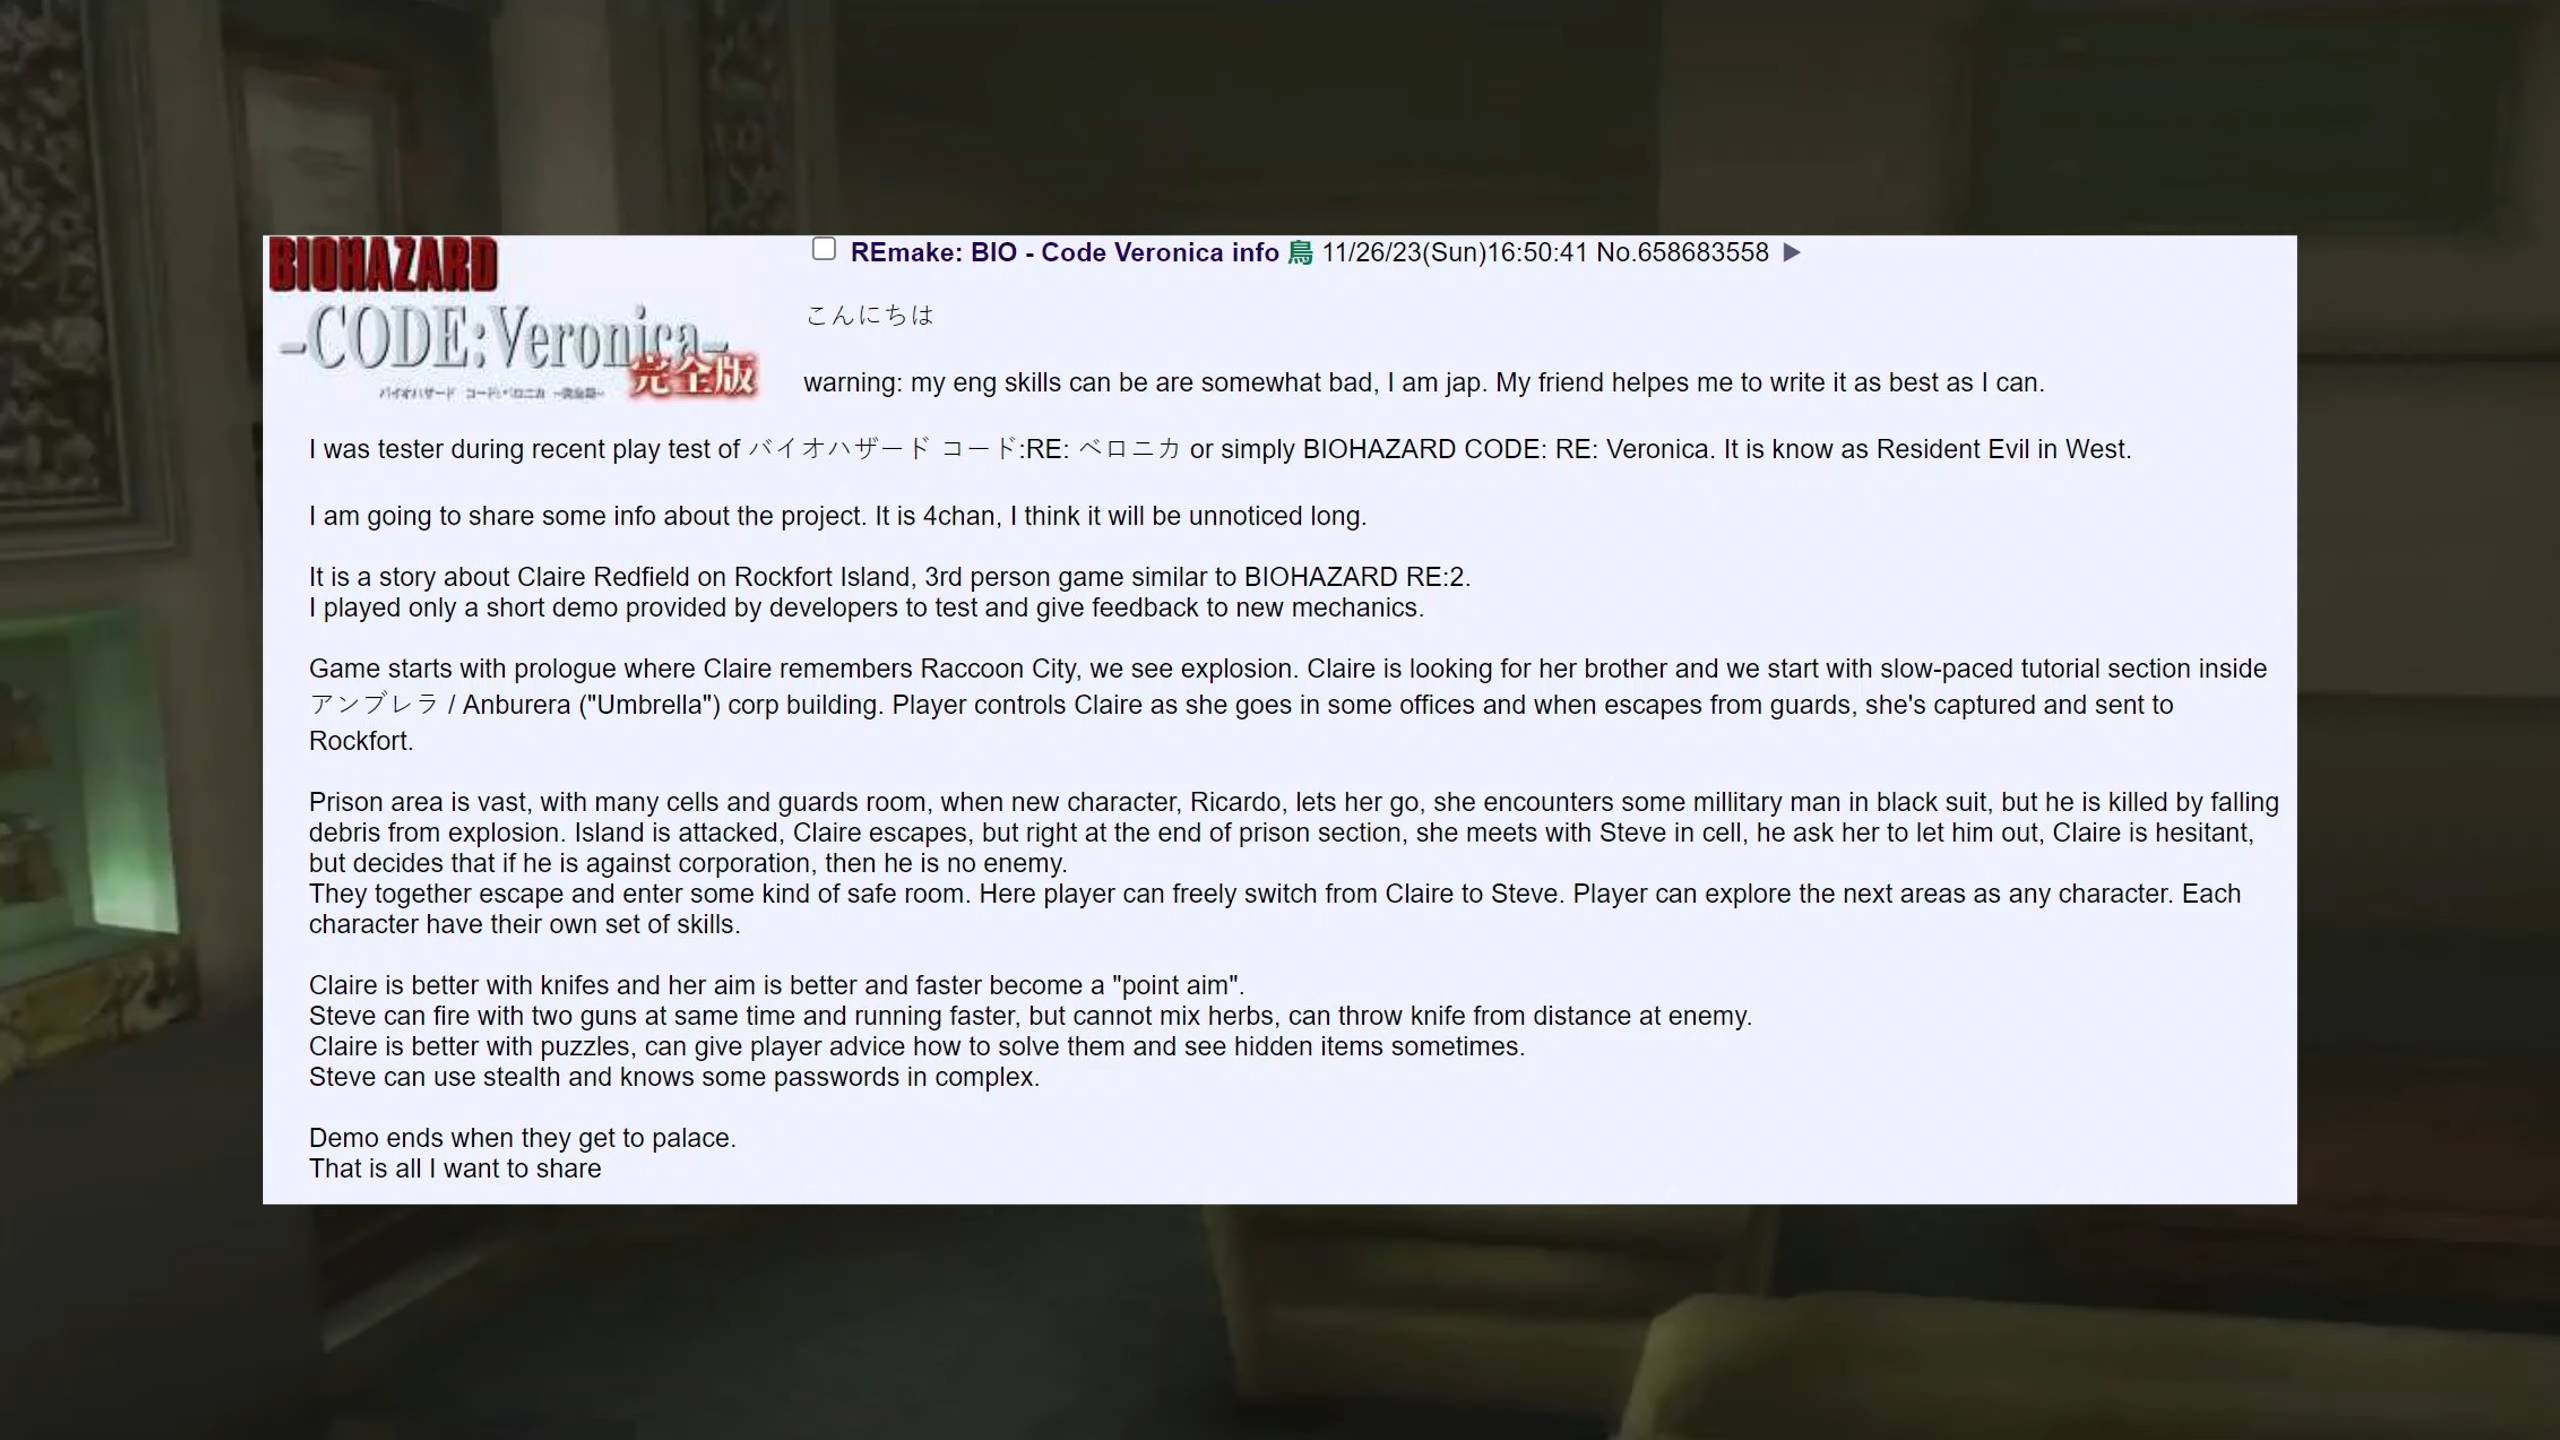 BIOHAZARD
-CODE:Veronica-
完全版
バイオハザード コード:ベロニカ ~完全版~
REmake: BIO - Code Veronica info 鳥 11/26/23(Sun)16:50:41 No.658683558 ▶
こんにちは
warning: my eng skills can be are somewhat bad, I am jap. My friend helpes me to write it as best as I can.
I was tester during recent play test of バイオハザード コード:RE: ベロニカ or simply BIOHAZARD CODE: RE: Veronica. It is know as Resident Evil in West.
I am going to share some info about the project. It is 4chan, I think it will be unnoticed long.
It is a story about Claire Redfield on Rockfort Island, 3rd person game similar to BIOHAZARD RE:2.
I played only a short demo provided by developers to test and give feedback to new mechanics.
Game starts with prologue where Claire remembers Raccoon City, we see explosion. Claire is looking for her brother and we start with slow-paced tutorial section inside
アンブレラ / Anburera ("Umbrella") corp building. Player controls Claire as she goes in some offices and when escapes from guards, she's captured and sent to
Rockfort.
Prison area is vast, with many cells and guards room, when new character, Ricardo, lets her go, she encounters some millitary man in black suit, but he is killed by falling
debris from explosion. Island is attacked, Claire escapes, but right at the end of prison section, she meets with Steve in cell, he ask her to let him out, Claire is hesitant,
but decides that if he is against corporation, then he is no enemy.
They together escape and enter some kind of safe room. Here player can freely switch from Claire to Steve. Player can explore the next areas as any character. Each
character have their own set of skills.
Claire is better with knifes and her aim is better and faster become a "point aim".
Steve can fire with two guns at same time and running faster, but cannot mix herbs, can throw knife from distance at enemy.
Claire is better with puzzles, can give player advice how to solve them and see hidden items sometimes.
Steve can use stealth and knows some passwords in complex.
Demo ends when they get to palace.
That is all I want to share